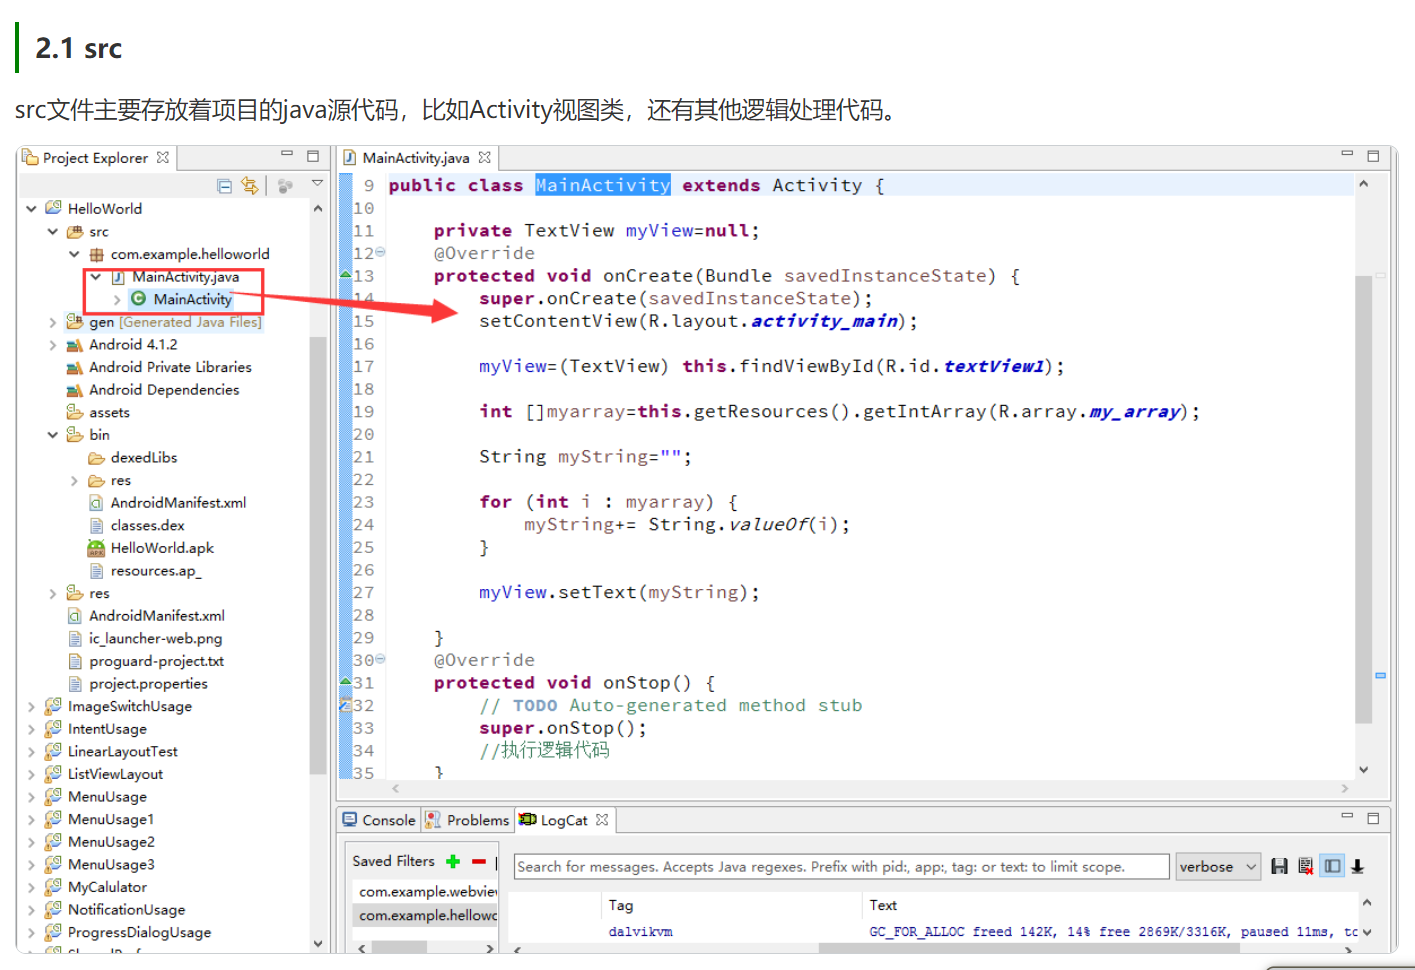 2.1 src
src文件主要存放着项目的java源代码，比如Activity视图类，还有其他逻辑处理代码。
Project Explorer
HelloWorld
src
com.example.helloworld
MainActivity.java
MainActivity
gen [Generated Java Files]
Android 4.1.2
Android Private Libraries
Android Dependencies
assets
bin
dexedLibs
res
AndroidManifest.xml
classes.dex
HelloWorld.apk
resources.ap_
res
AndroidManifest.xml
ic_launcher-web.png
proguard-project.txt
project.properties
ImageSwitchUsage
IntentUsage
LinearLayoutTest
ListViewLayout
MenuUsage
MenuUsage1
MenuUsage2
MenuUsage3
MyCalulator
NotificationUsage
ProgressDialogUsage
MainActivity.java
9 public class MainActivity extends Activity {
10
11 private TextView myView=null;
12 @Override
13 protected void onCreate(Bundle savedInstanceState) {
14 super.onCreate(savedInstanceState);
15 setContentView(R.layout.activity_main);
16
17 myView=(TextView) this.findViewById(R.id.textView1);
18
19 int []myarray=this.getResources().getIntArray(R.array.my_array);
20
21 String myString="";
22
23 for (int i : myarray) {
24 myString+= String.valueOf(i);
25 }
26
27 myView.setText(myString);
28
29 }
30 @Override
31 protected void onStop() {
32 // TODO Auto-generated method stub
33 super.onStop();
34 //执行逻辑代码
35 }
Console Problems LogCat
Saved Filters
com.example.webview
com.example.hellowo
Search for messages. Accepts Java regexes. Prefix with pid:, app:, tag: or text: to limit scope.
verbose
Tag Text
dalvikvm GC_FOR_ALLOC freed 142K, 14% free 2869K/3316K, paused 11ms, to